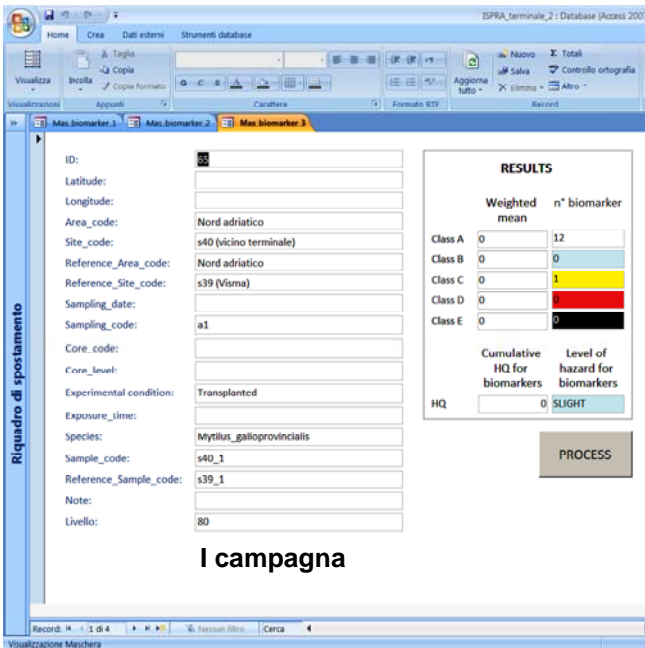 ISPRA_terminale_2 : Database (Access 2007
Home Crea Dati esterni Strumenti database
Visualizza
Incolla
Taglia
Copia
Copia formato
G C S A
Aggiorna tutto
Nuovo
Salva
Elimina
Totali
Controllo ortografia
Altro
Visualizzazioni Appunti Carattere Formato RTF Record
Mas_biomarker_1 Mas_biomarker_2 Mas_biomarker_3
Riquadro di spostamento
ID: 65
Latitude:
Longitude:
Area_code: Nord adriatico
Site_code: s40 (vicino terminale)
Reference_Area_code: Nord adriatico
Reference_Site_code: s39 (Visma)
Sampling_date:
Sampling_code: a1
Core_code:
Core_level:
Experimental condition: Transplanted
Exposure_time:
Species: Mytilus_galloprovincialis
Sample_code: s40_1
Reference_Sample_code: s39_1
Note:
Livello: 80
RESULTS
Weighted mean n° biomarker
Class A 0 12
Class B 0 0
Class C 0 1
Class D 0 0
Class E 0 0
Cumulative HQ for biomarkers Level of hazard for biomarkers
HQ 0 SLIGHT
PROCESS
I campagna
Record: 1 di 4 Nessun filtro Cerca
Visualizzazione Maschera